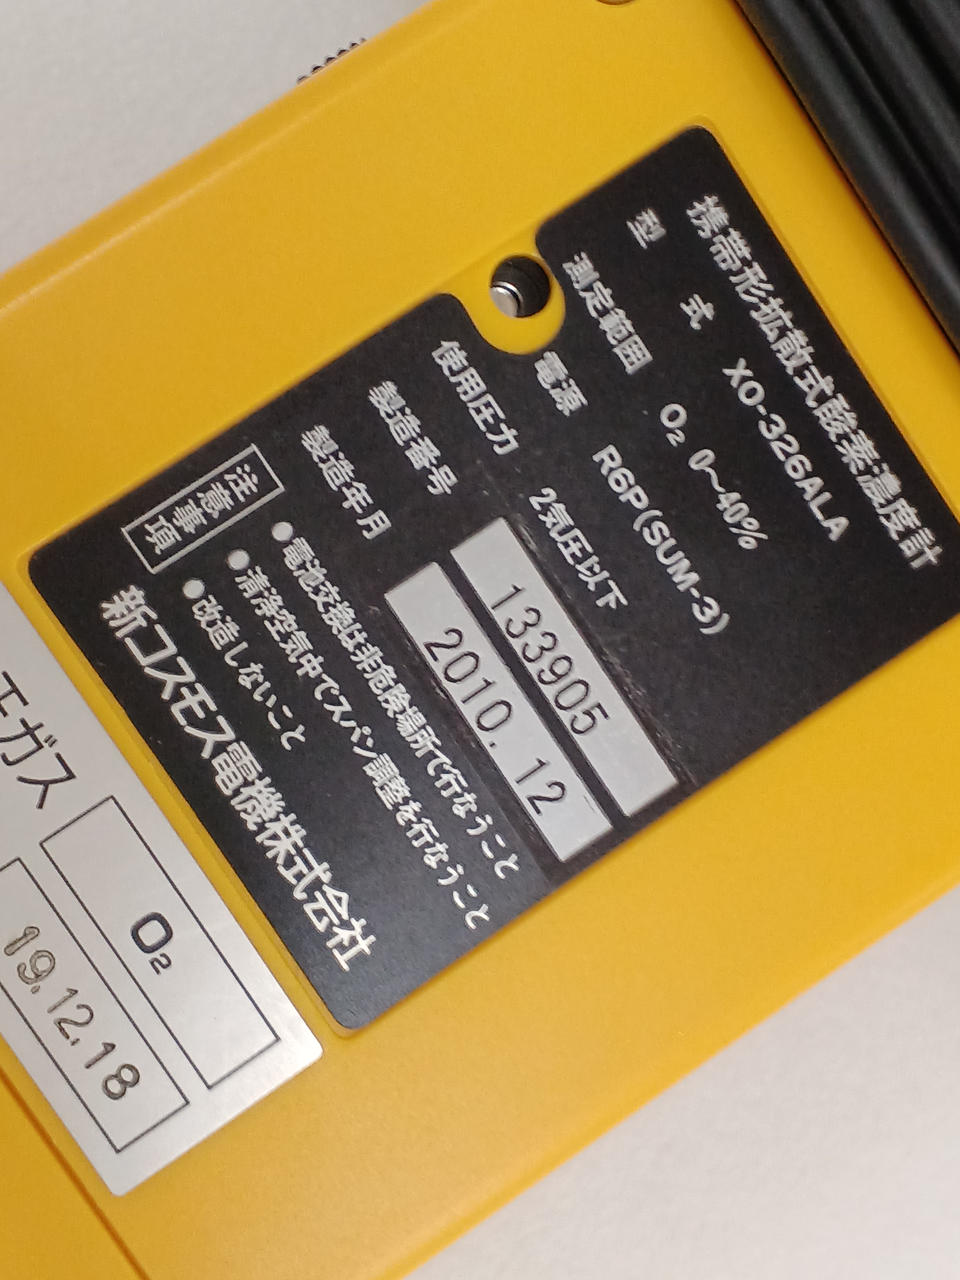 携帯形拡散式酸素濃度計
型 式 XO-326ALA
測定範囲 O₂ 0〜40%
電源 R6P(SUM-3)
使用圧力 2気圧以下
製造番号 133905
製造年月 2010.12
注意事項
●電池交換は非危険場所で行なうこと
●清浄空気中でスパン調整を行なうこと
●改造しないこと
新コスモス電機株式会社
ガス O₂
19.12.18